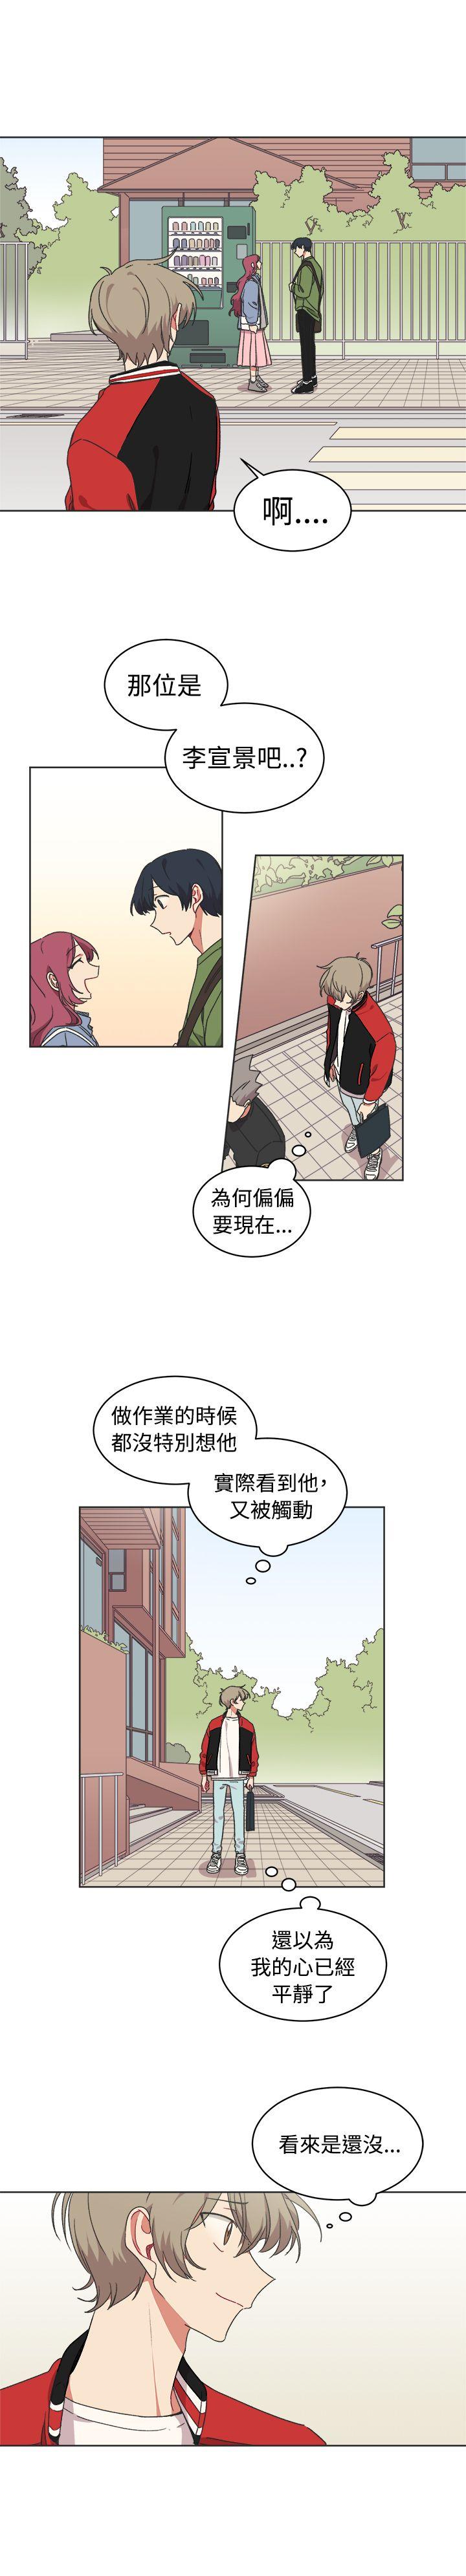 啊....
那位是
李宣景吧..?
為何偏偏
要現在...
做作業的時候
都沒特別想他
實際看到他，
又被觸動
還以為
我的心已經
平靜了
看來是還沒...